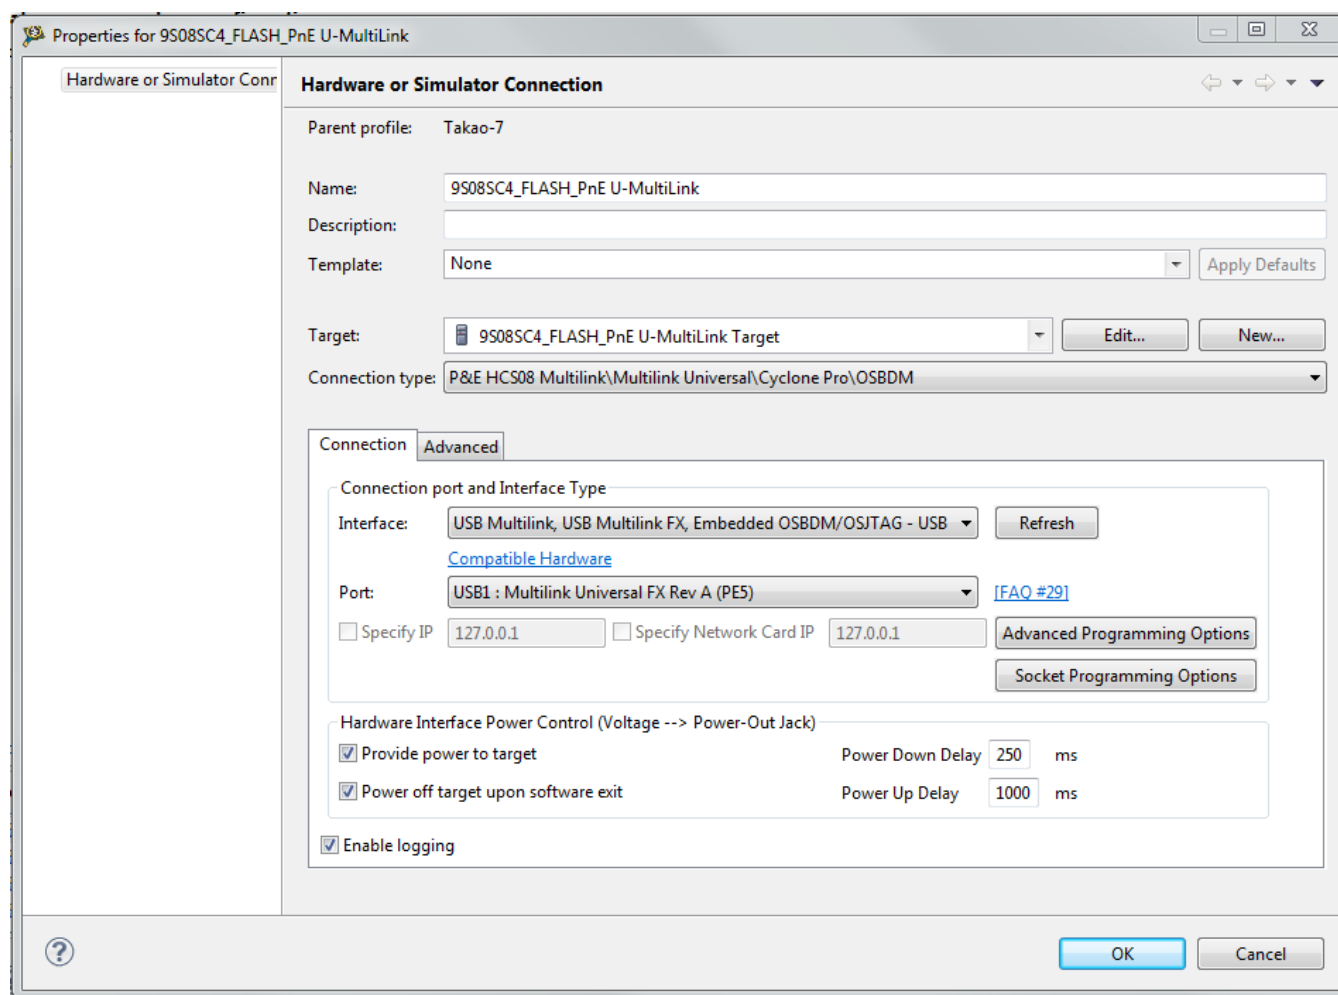 Properties for 9S08SC4_FLASH_PnE U-MultiLink
Hardware or Simulator Conr
Hardware or Simulator Connection
Parent profile: Takao-7
Name: 9S08SC4_FLASH_PnE U-MultiLink
Description:
Template: None Apply Defaults
Target: 9S08SC4_FLASH_PnE U-MultiLink Target Edit... New...
Connection type: P&E HCS08 Multilink\Multilink Universal\Cyclone Pro\OSBDM
Connection Advanced
Connection port and Interface Type
Interface: USB Multilink, USB Multilink FX, Embedded OSBDM/OSJTAG - USB Refresh
Compatible Hardware
Port: USB1 : Multilink Universal FX Rev A (PE5) [FAQ #29]
Specify IP 127.0.0.1 Specify Network Card IP 127.0.0.1 Advanced Programming Options
Socket Programming Options
Hardware Interface Power Control (Voltage --> Power-Out Jack)
Provide power to target Power Down Delay 250 ms
Power off target upon software exit Power Up Delay 1000 ms
Enable logging
? OK Cancel